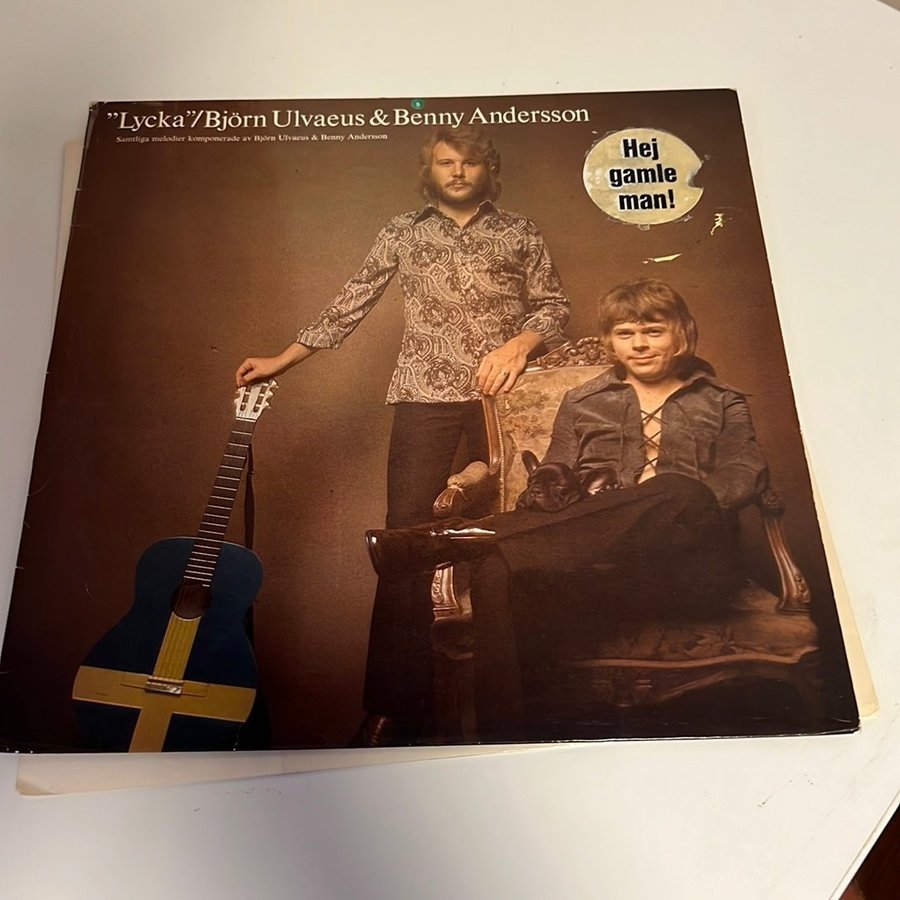 ”Lycka”/Björn Ulvaeus & Benny Andersson
Samtliga melodier komponerade av Björn Ulvaeus & Benny Andersson
Hej
gamle
man!